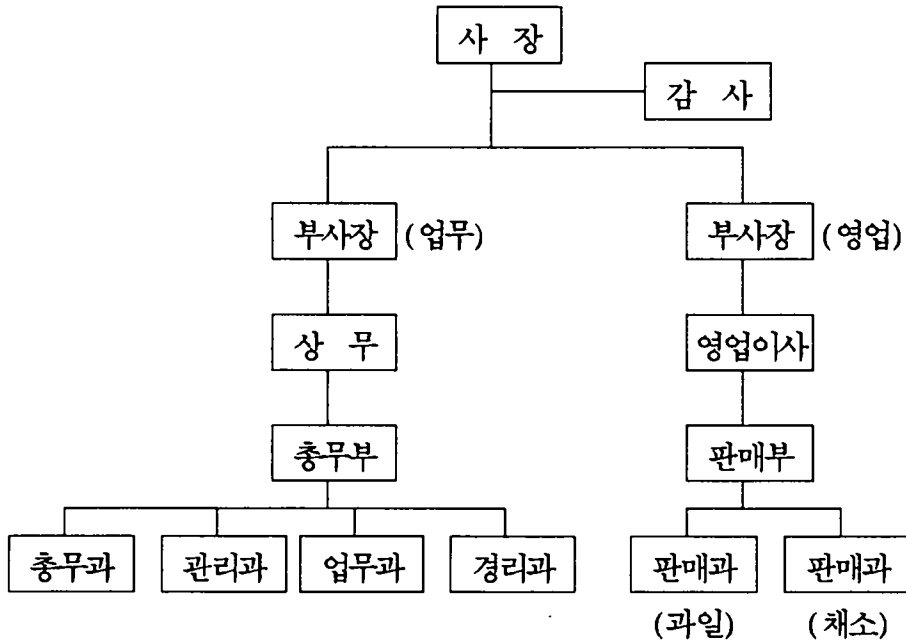 사 장
감 사
부사장 (업무) 부사장 (영업)
상 무 영업이사
총무부 판매부
총무과 관리과 업무과 경리과 판매과 판매과
(과일) (채소)